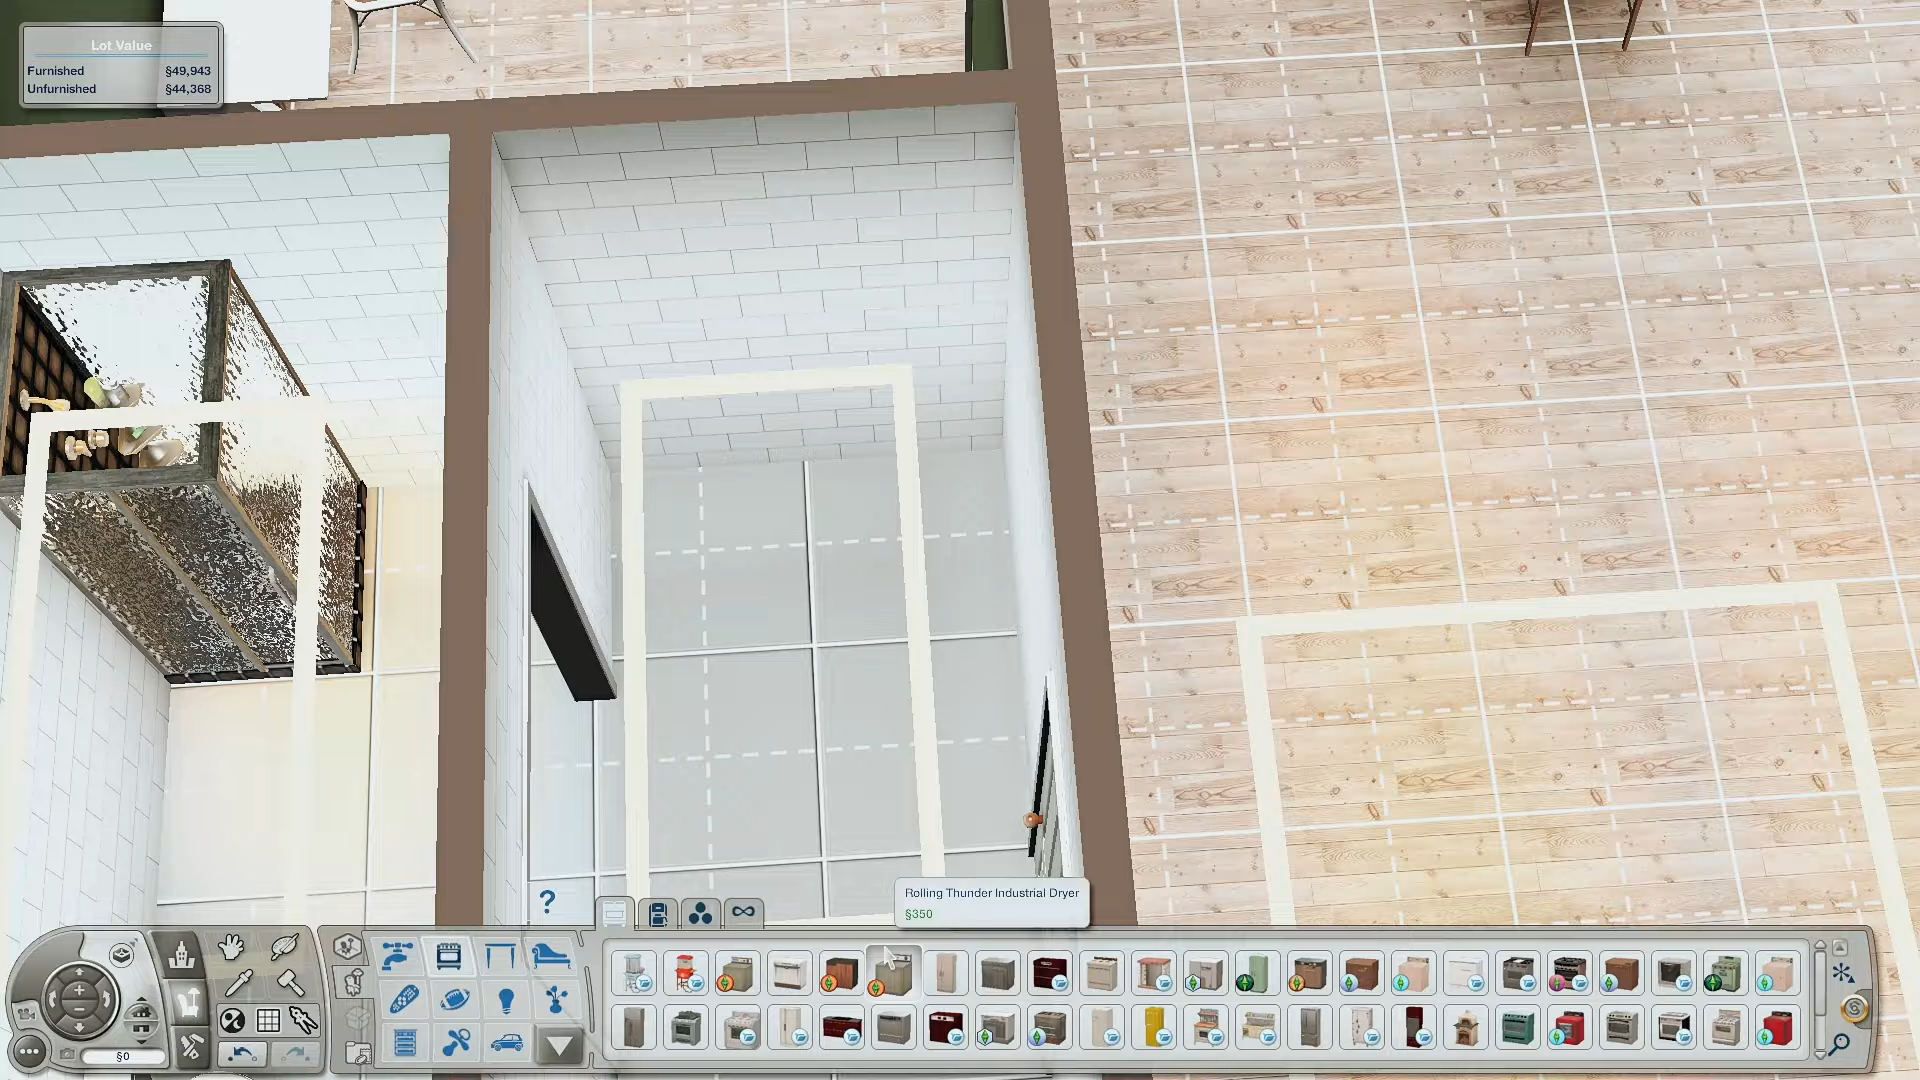 Lot Value
Furnished §49,943
Unfurnished §44,368
?
Rolling Thunder Industrial Dryer
§350
§0